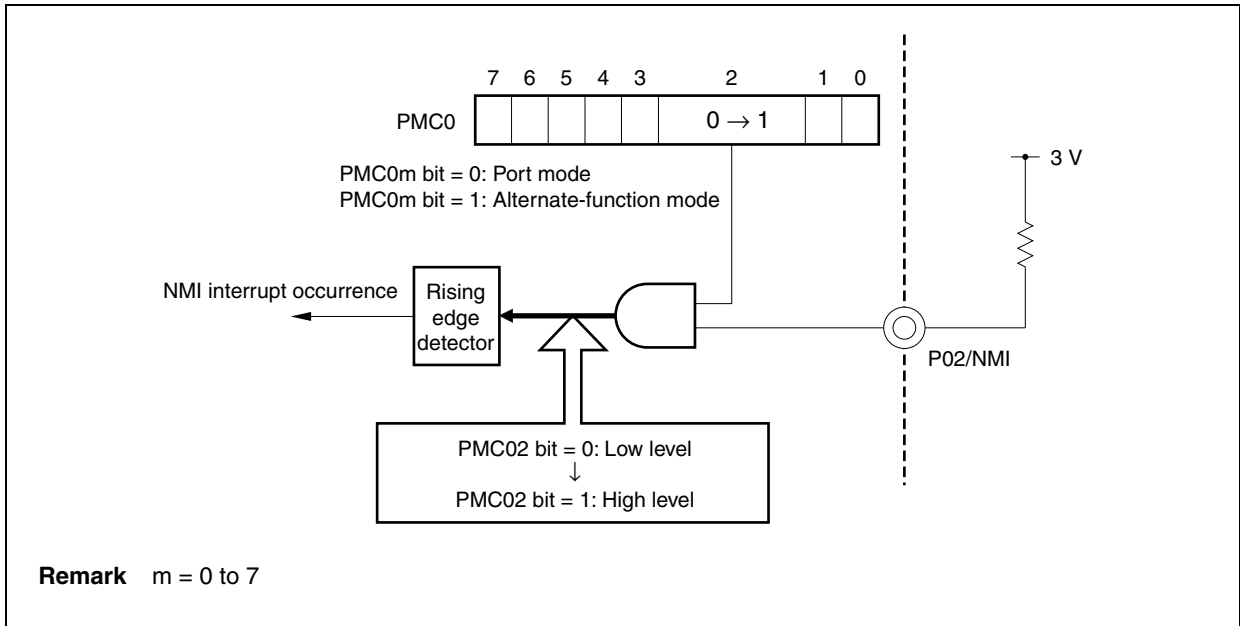 7 6 5 4 3 2 1 0
PMC0 0 → 1
3 V
PMC0m bit = 0: Port mode
PMC0m bit = 1: Alternate-function mode
NMI interrupt occurrence
Rising
edge
detector
P02/NMI
PMC02 bit = 0: Low level
↓
PMC02 bit = 1: High level
Remark m = 0 to 7